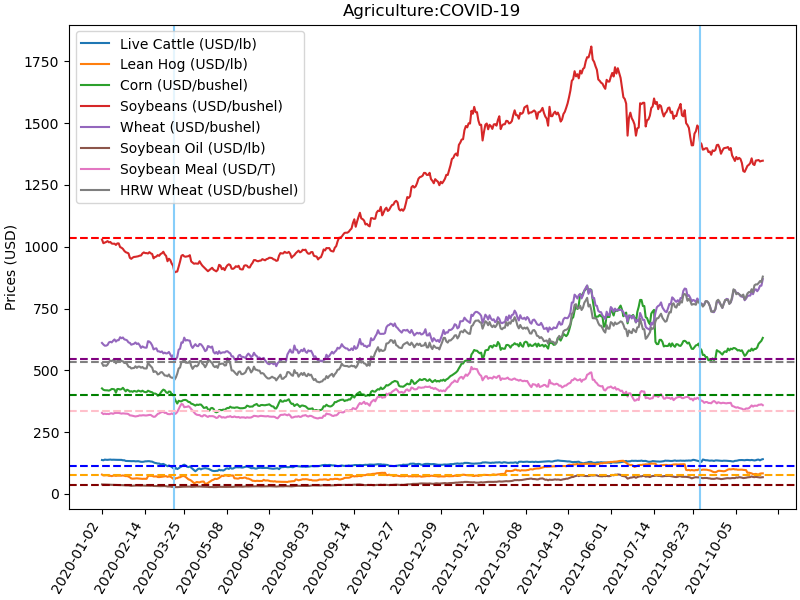 Agriculture:COVID-19
Live Cattle (USD/lb)
Lean Hog (USD/lb)
Corn (USD/bushel)
Soybeans (USD/bushel)
Wheat (USD/bushel)
Soybean Oil (USD/lb)
Soybean Meal (USD/T)
HRW Wheat (USD/bushel)
Prices (USD)
1750
1500
1250
1000
750
500
250
0
2020-01-02
2020-02-14
2020-03-25
2020-05-08
2020-06-19
2020-08-03
2020-09-14
2020-10-27
2020-12-09
2021-01-22
2021-03-08
2021-04-19
2021-06-01
2021-07-14
2021-08-23
2021-10-05